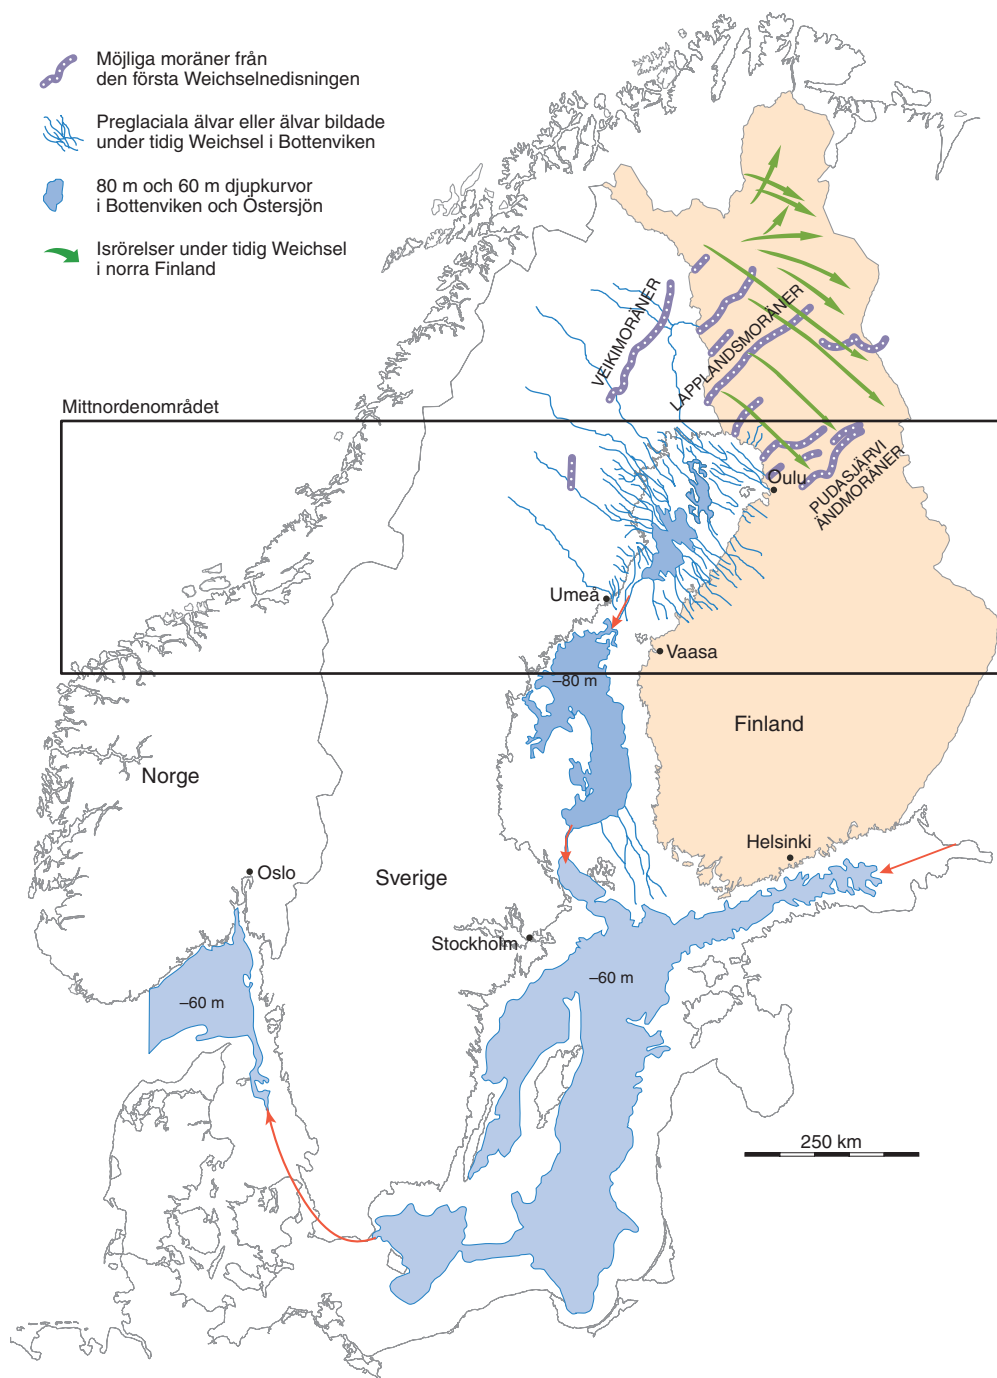 Möjliga moräner från
den första Weichselnedisningen
Preglaciala älvar eller älvar bildade
under tidig Weichsel i Bottenviken
80 m och 60 m djupkurvor
i Bottenviken och Östersjön
Isrörelser under tidig Weichsel
i norra Finland
VEIKIMORÄNER
LAPPLANDSMORÄNER
Mittnordenområdet
PUDASJÄRVI
ÄNDMORÄNER
Oulu
Umeå
Vaasa
–80 m
Finland
Norge
Helsinki
Oslo
Sverige
Stockholm
–60 m
–60 m
250 km